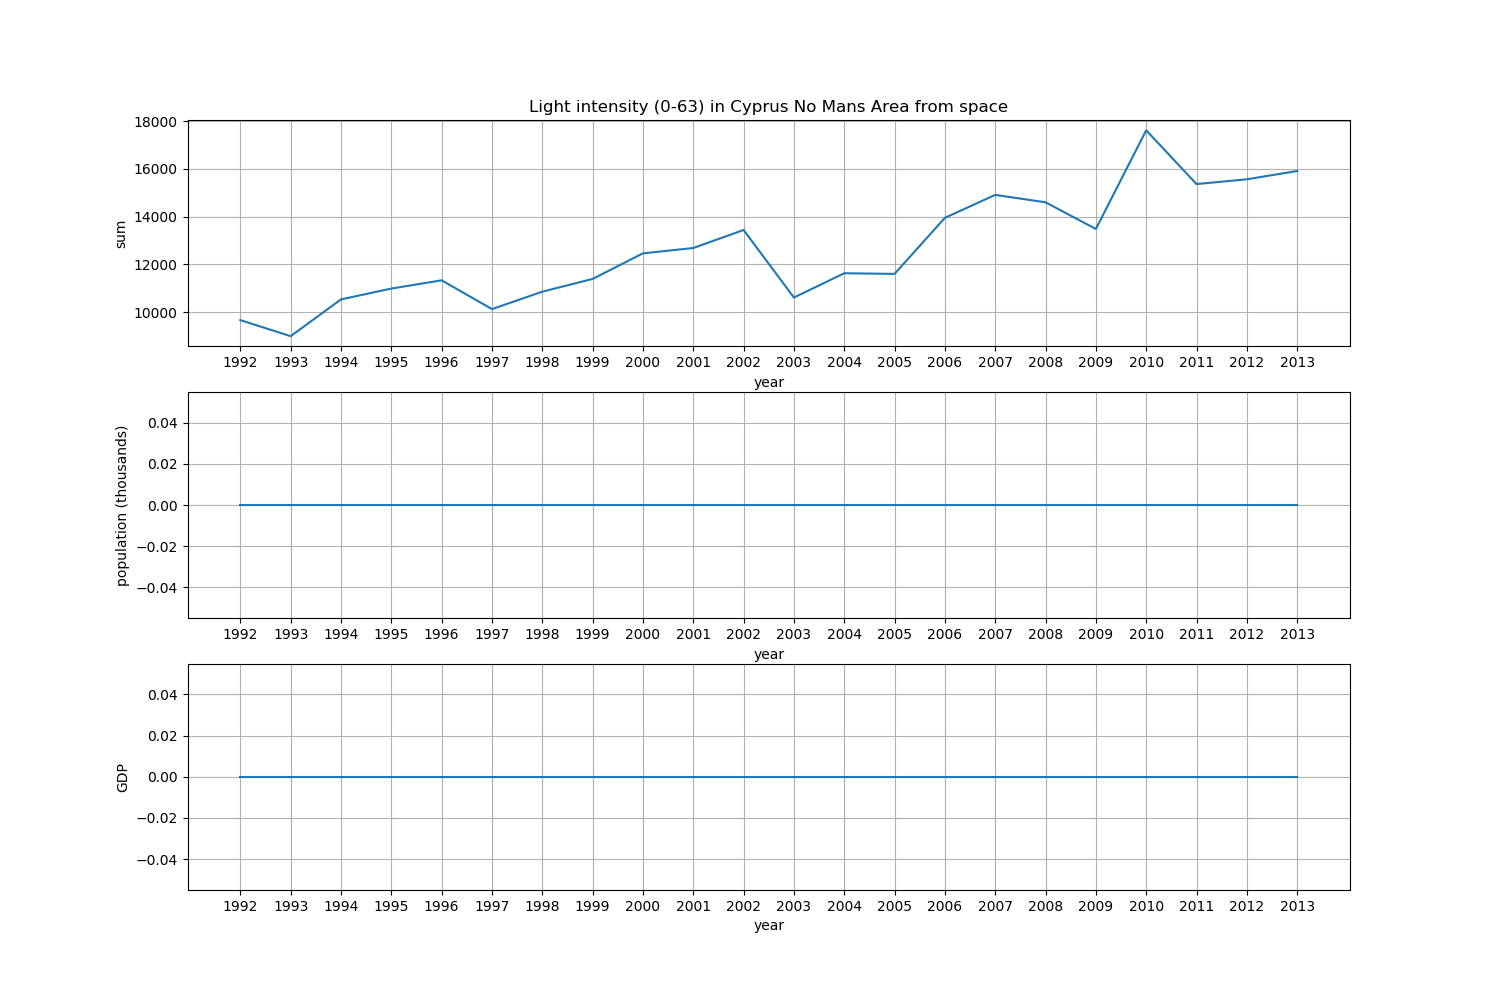 Light intensity (0-63) in Cyprus No Mans Area from space
18000
16000
14000
12000
10000
sum
1992 1993 1994 1995 1996 1997 1998 1999 2000 2001 2002 2003 2004 2005 2006 2007 2008 2009 2010 2011 2012 2013
year
0.04
0.02
0.00
−0.02
−0.04
population (thousands)
1992 1993 1994 1995 1996 1997 1998 1999 2000 2001 2002 2003 2004 2005 2006 2007 2008 2009 2010 2011 2012 2013
year
0.04
0.02
0.00
−0.02
−0.04
GDP
1992 1993 1994 1995 1996 1997 1998 1999 2000 2001 2002 2003 2004 2005 2006 2007 2008 2009 2010 2011 2012 2013
year